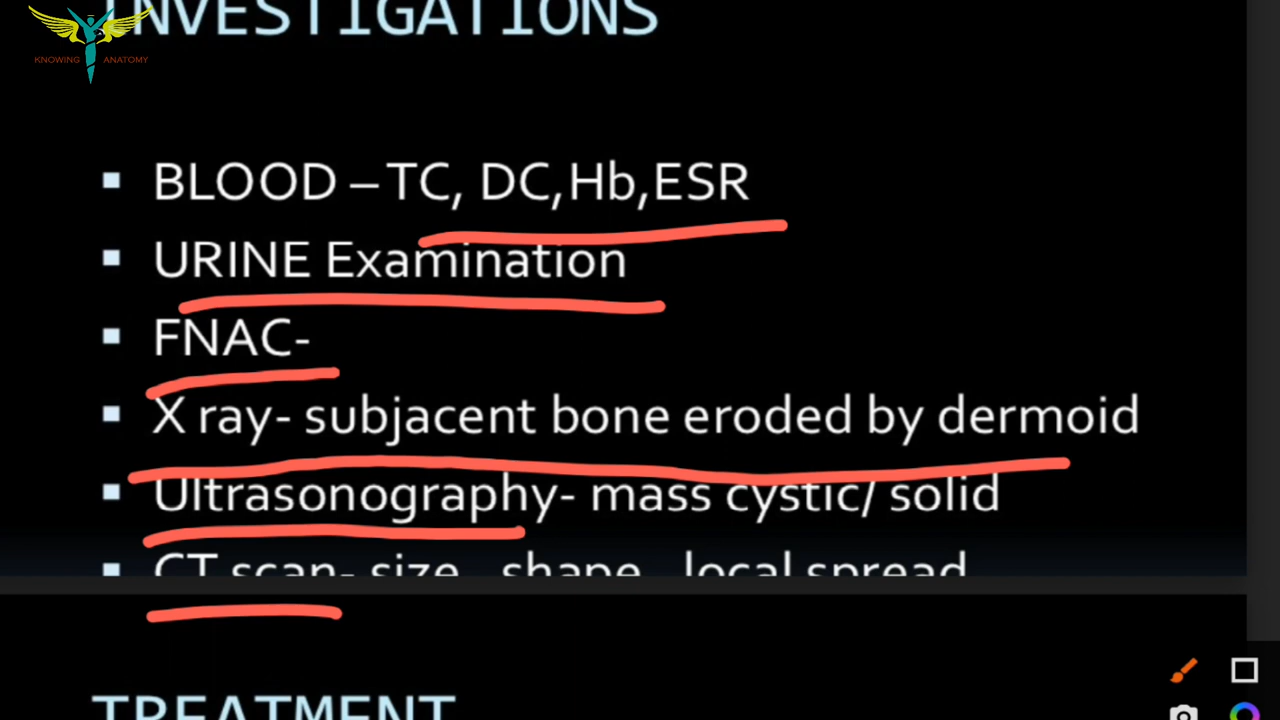 INVESTIGATIONS
KNOWING ANATOMY
BLOOD – TC, DC,Hb,ESR
URINE Examination
FNAC-
X ray- subjacent bone eroded by dermoid
Ultrasonography- mass cystic/ solid
CT scan- size, shape, local spread
TREATMENT